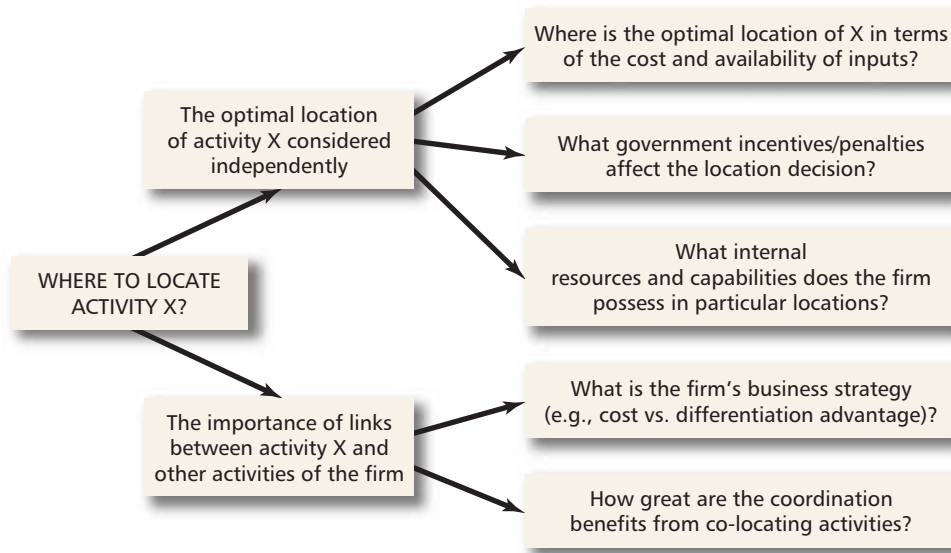 WHERE TO LOCATE
ACTIVITY X?
The optimal location
of activity X considered
independently
Where is the optimal location of X in terms
of the cost and availability of inputs?
What government incentives/penalties
affect the location decision?
What internal
resources and capabilities does the firm
possess in particular locations?
The importance of links
between activity X and
other activities of the firm
What is the firm’s business strategy
(e.g., cost vs. differentiation advantage)?
How great are the coordination
benefits from co-locating activities?